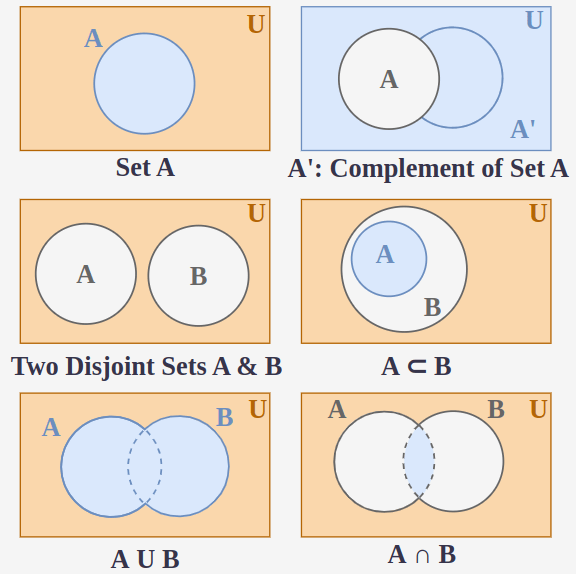 A U
Set A
U
A
A'
A': Complement of Set A
U
A B
Two Disjoint Sets A & B
U
A
B
A ⊂ B
A B U
A U B
A B U
A ∩ B